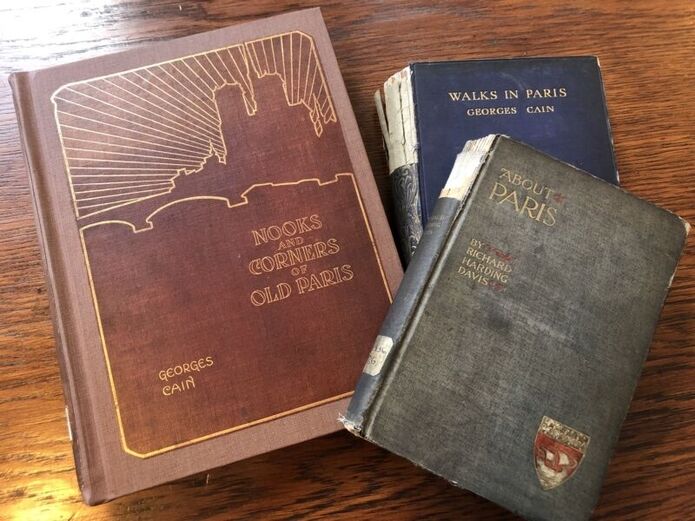 NOOKS
AND
CORNERS
OF
OLD PARIS
GEORGES
CAIN
WALKS IN PARIS
GEORGES CAIN
ABOUT
PARIS
BY
RICHARD
HARDING
DAVIS